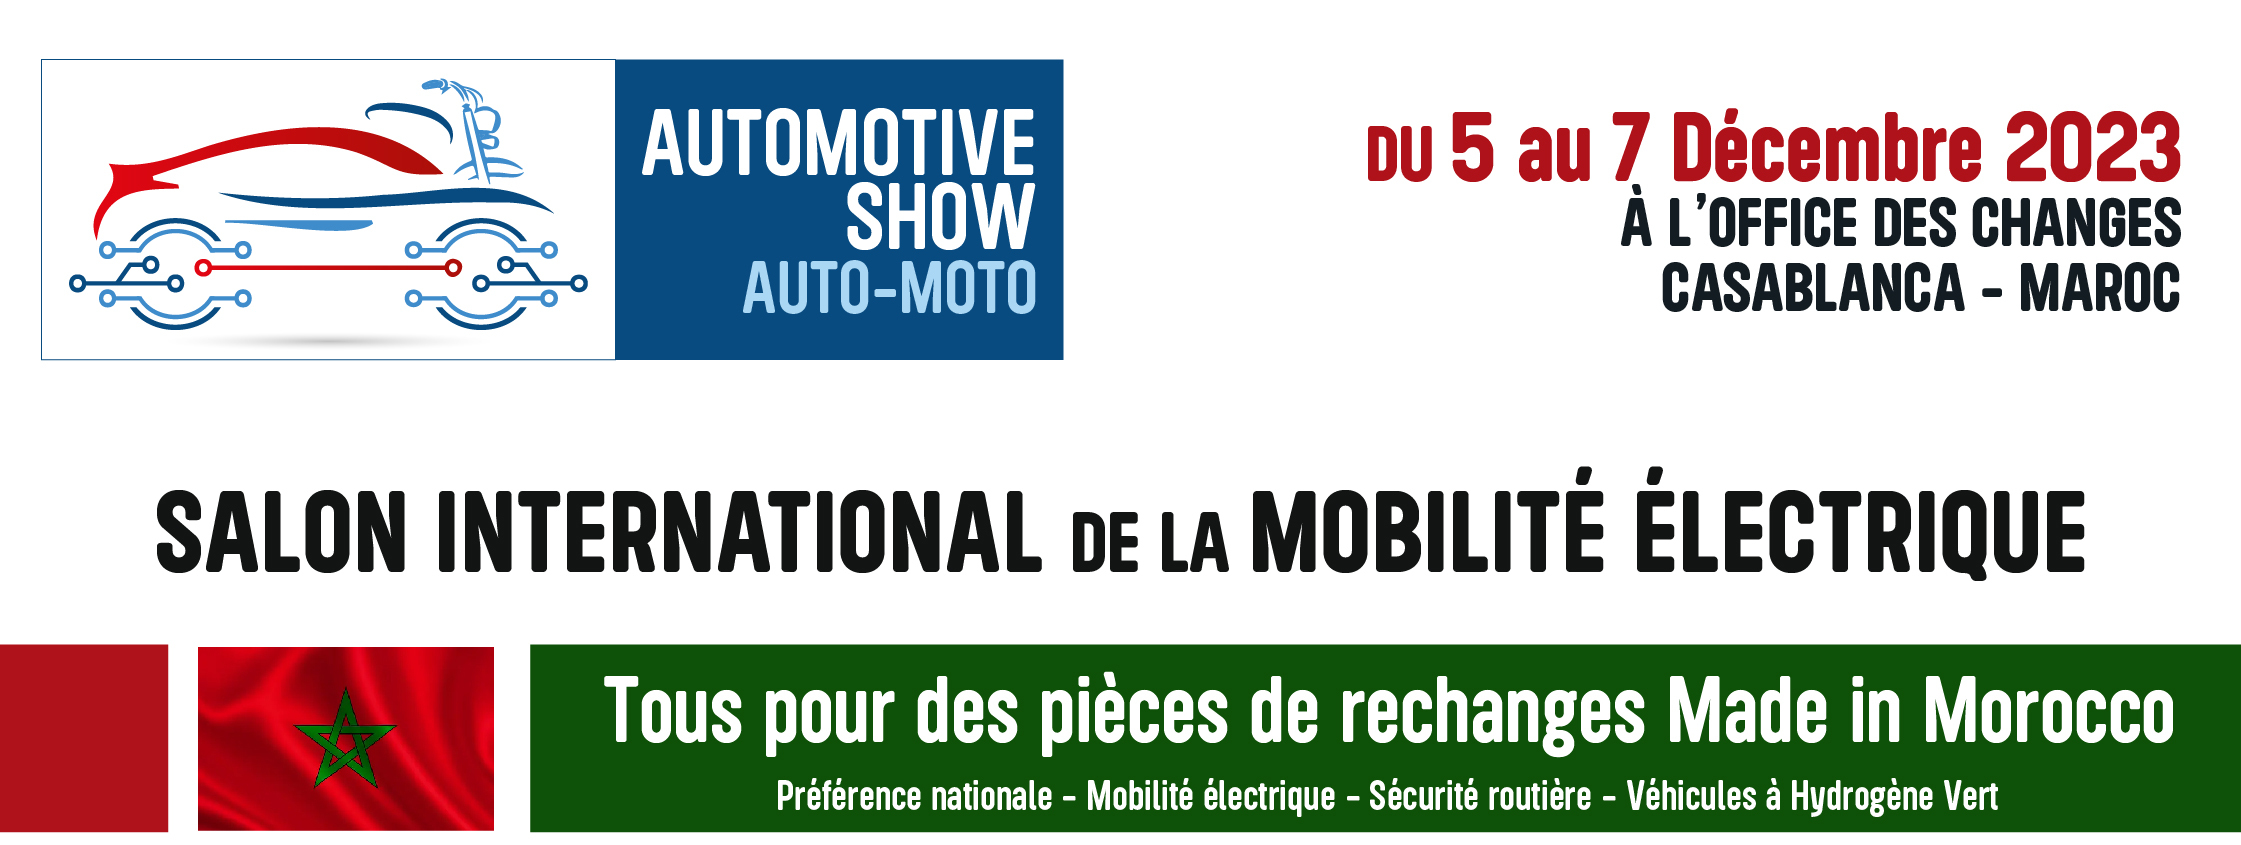 AUTOMOTIVE
SHOW
AUTO-MOTO
DU 5 au 7 Décembre 2023
À L'OFFICE DES CHANGES
CASABLANCA - MAROC
SALON INTERNATIONAL DE LA MOBILITÉ ÉLECTRIQUE
Tous pour des pièces de rechanges Made in Morocco
Préférence nationale - Mobilité électrique - Sécurité routière - Véhicules à Hydrogène Vert